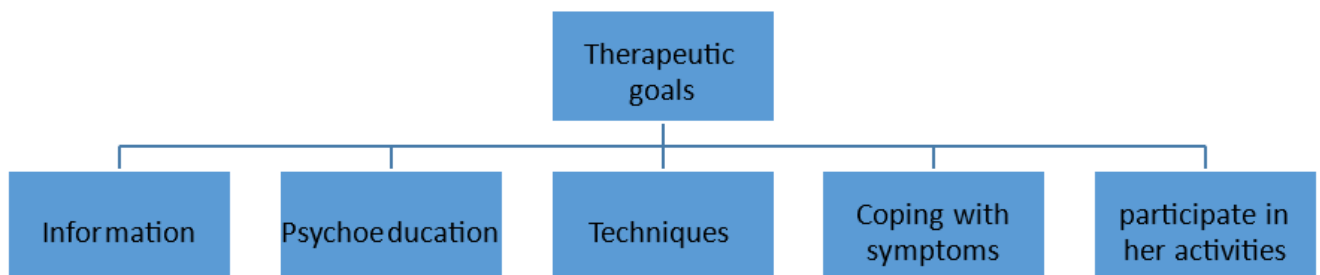 Therapeutic
goals
Information
Psychoeducation
Techniques
Coping with
symptoms
participate in
her activities